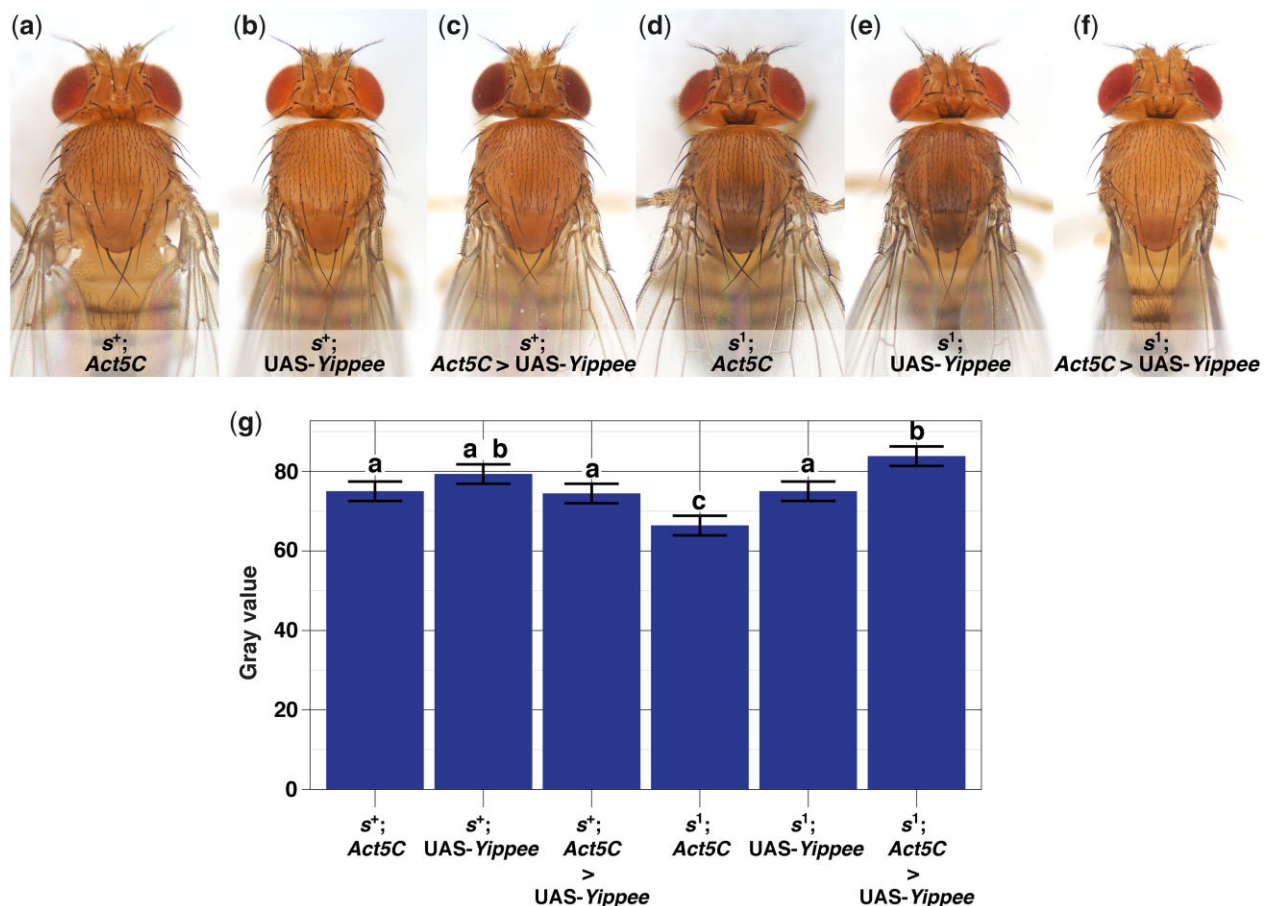 (a)
(b)
(c)
(d)
(e)
(f)
s⁺;
Act5C
s⁺;
UAS-Yippee
s⁺;
Act5C > UAS-Yippee
s¹;
Act5C
s¹;
UAS-Yippee
s¹;
Act5C > UAS-Yippee
(g)
Gray value
80
60
40
20
0
a
a b
a
c
a
b
s⁺;
Act5C
s⁺;
UAS-Yippee
s⁺;
Act5C
>
UAS-Yippee
s¹;
Act5C
s¹;
UAS-Yippee
s¹;
Act5C
>
UAS-Yippee